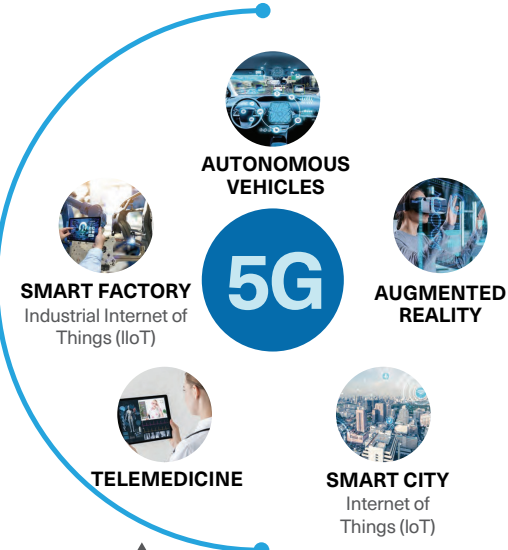 AUTONOMOUS
VEHICLES
5G
SMART FACTORY
Industrial Internet of
Things (IIoT)
AUGMENTED
REALITY
TELEMEDICINE
SMART CITY
Internet of
Things (IoT)